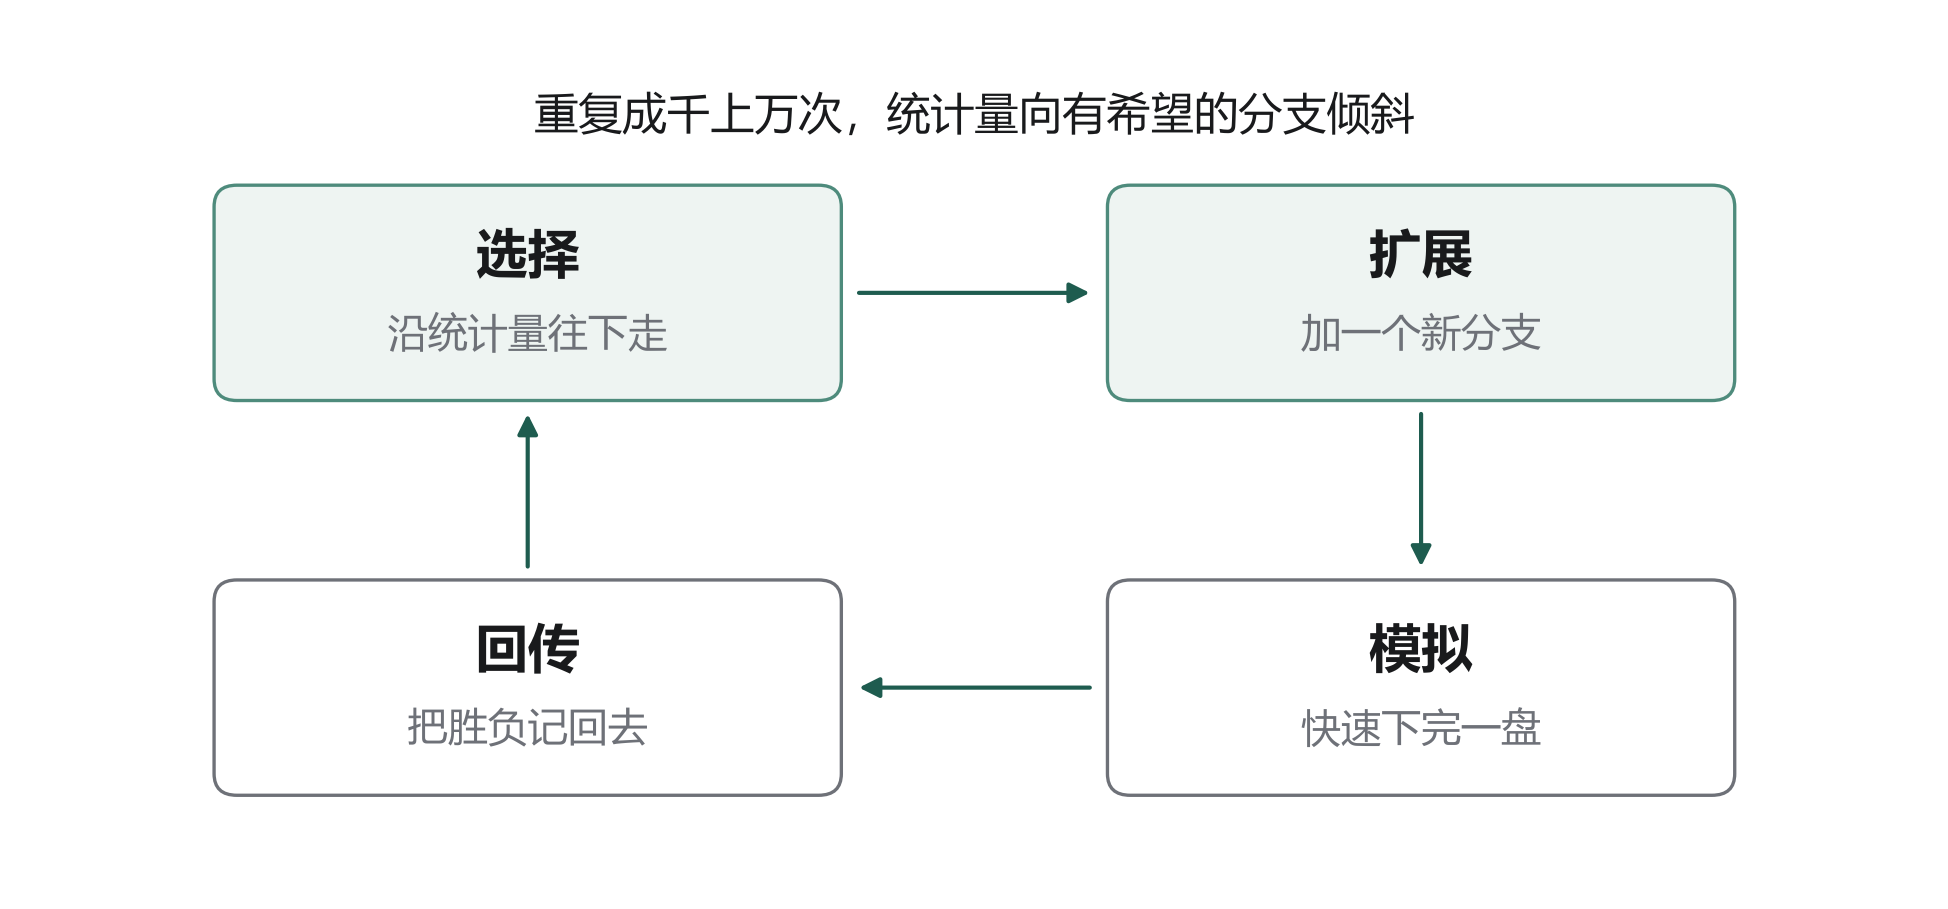 重复成千上万次，统计量向有希望的分支倾斜
选择
沿统计量往下走
扩展
加一个新分支
回传
把胜负记回去
模拟
快速下完一盘